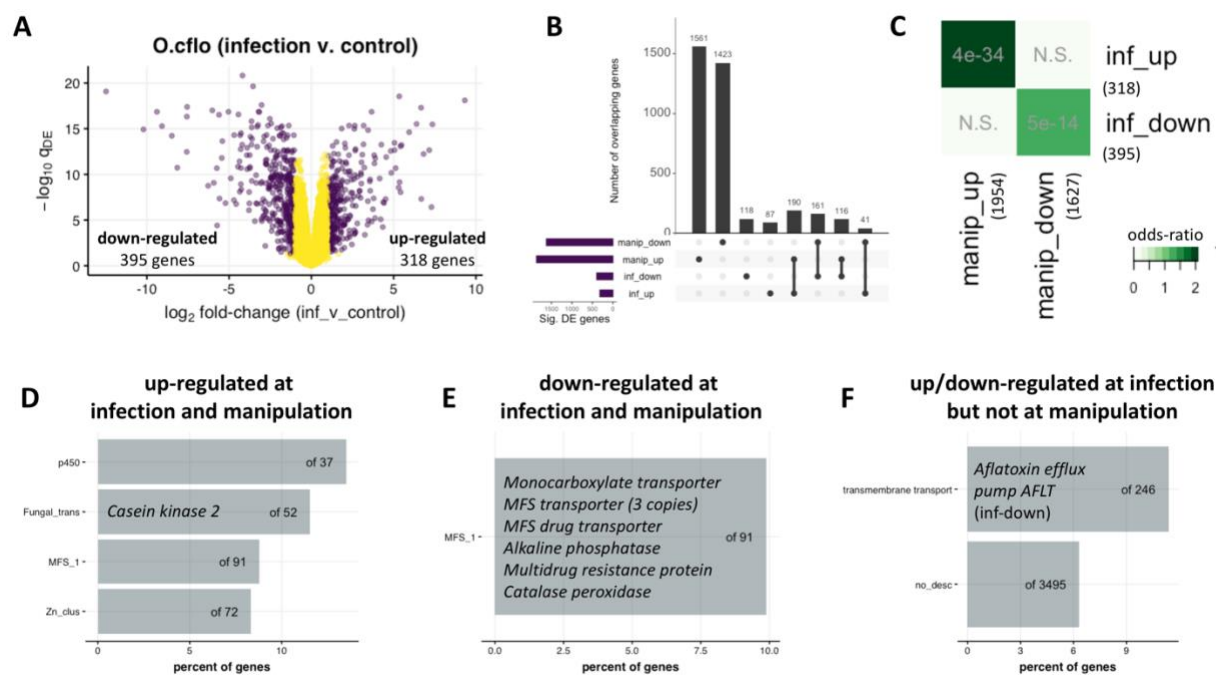 A
O.cflo (infection v. control)
20
15
10
5
0
− log10 qDE
down-regulated
395 genes
up-regulated
318 genes
-10
-5
0
5
10
log2 fold-change (inf_v_control)
B
Number of overlapping genes
1500
1000
500
0
1561
1423
118
87
190
161
116
41
manip_down
manip_up
inf_down
inf_up
1500
1000
500
0
Sig. DE genes
C
4e-34
N.S.
inf_up
(318)
N.S.
5e-14
inf_down
(395)
manip_up
(1954)
manip_down
(1627)
odds-ratio
0 1 2
D
up-regulated at
infection and manipulation
p450
of 37
Fungal_trans
Casein kinase 2
of 52
MFS_1
of 91
Zn_clus
of 72
0
5
10
percent of genes
E
down-regulated at
infection and manipulation
MFS_1
Monocarboxylate transporter
MFS transporter (3 copies)
MFS drug transporter
Alkaline phosphatase
Multidrug resistance protein
Catalase peroxidase
of 91
0.0
2.5
5.0
7.5
10.0
percent of genes
F
up/down-regulated at infection
but not at manipulation
transmembrane transport
Aflatoxin efflux
pump AFLT
(inf-down)
of 246
no_desc
of 3495
0
3
6
9
percent of genes